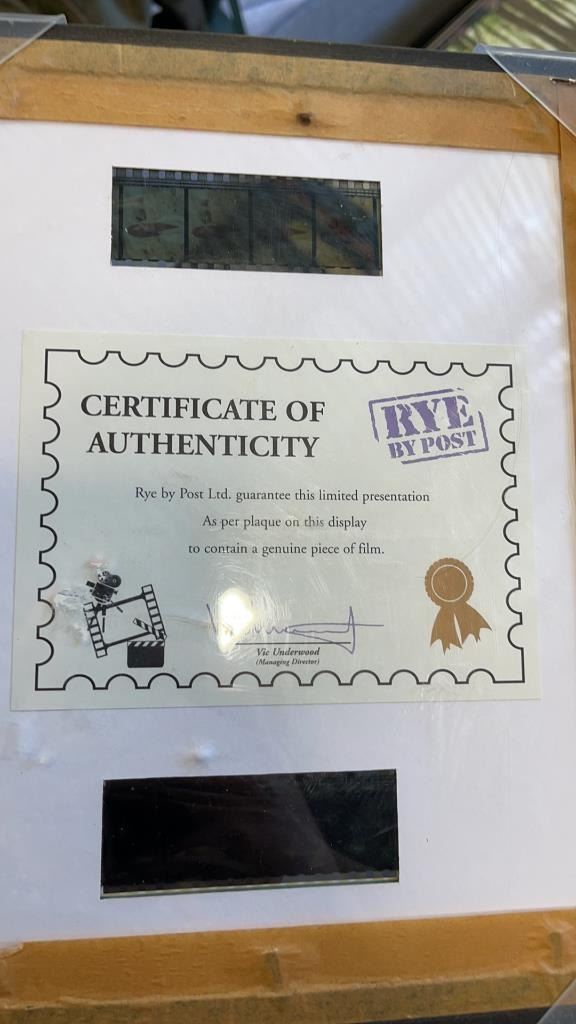 CERTIFICATE OF
AUTHENTICITY
RYE
BY POST
Rye by Post Ltd. guarantee this limited presentation
As per plaque on this display
to contain a genuine piece of film.
Vic Underwood
(Managing Director)